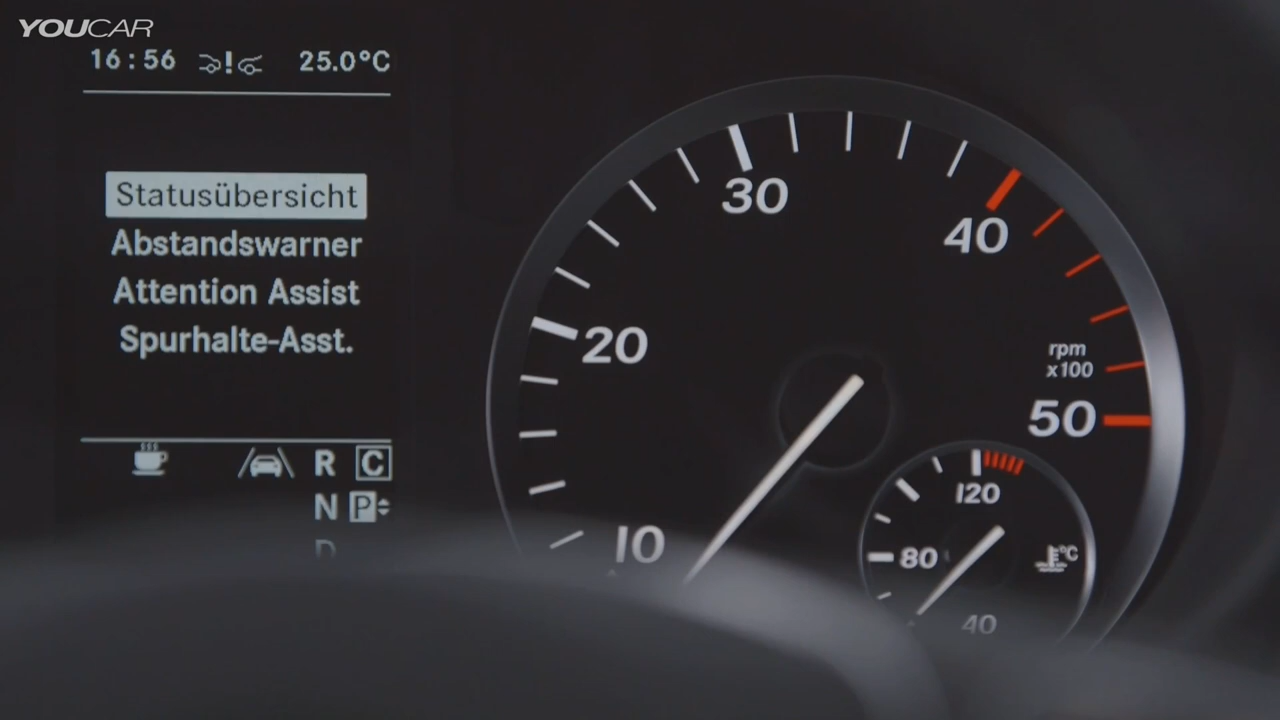 YOUCAR
16:56 ! 25.0°C
Statusübersicht
Abstandswarner
Attention Assist
Spurhalte-Asst.
R C
N P
D
10
20
30
40
50
rpm
x100
120
80
40
°C